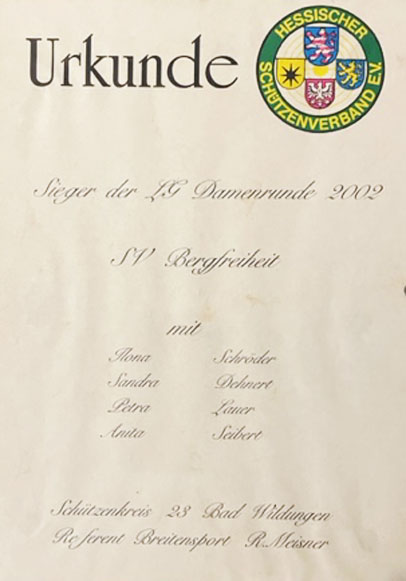 Urkunde
HESSISCHER
SCHÜTZENVERBAND E.V.
Sieger der LG Damenrunde 2002
SV Bergfreiheit
mit
Ilona Schröder
Sandra Dehnert
Petra Lauer
Anita Seibert
Schützenkreis 23 Bad Wildungen
Referent Breitensport R.Meisner